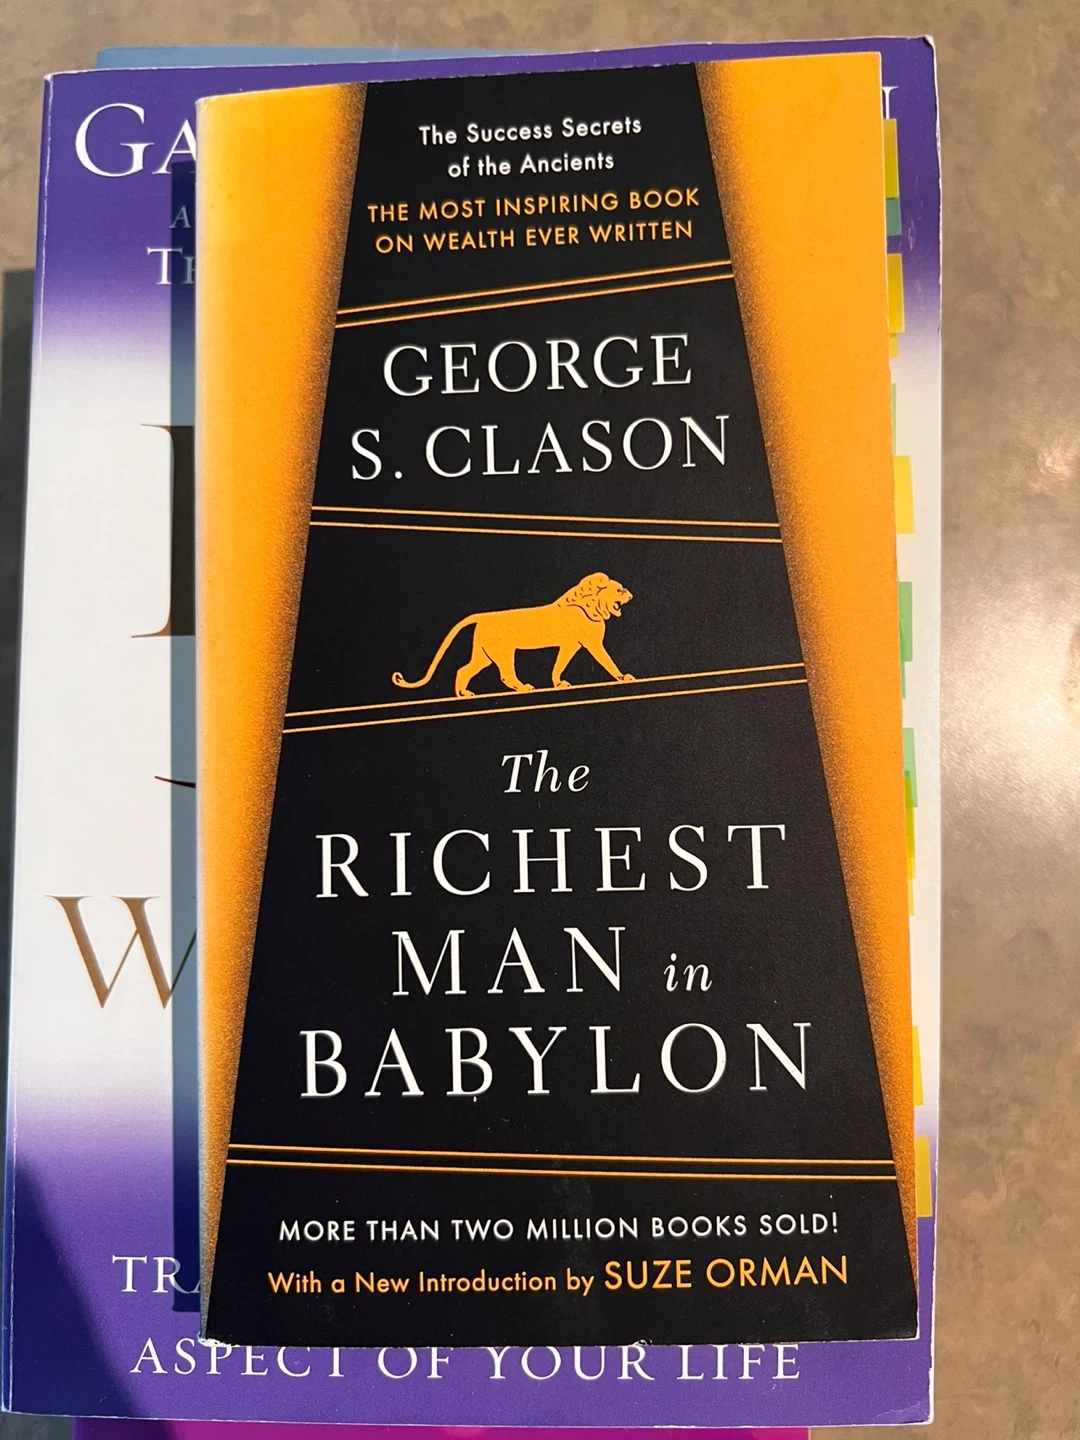 The Success Secrets
of the Ancients
THE MOST INSPIRING BOOK
ON WEALTH EVER WRITTEN
GEORGE
S. CLASON
The
RICHEST
MAN in
BABYLON
MORE THAN TWO MILLION BOOKS SOLD!
With a New Introduction by SUZE ORMAN
ASPECT OF YOUR LIFE